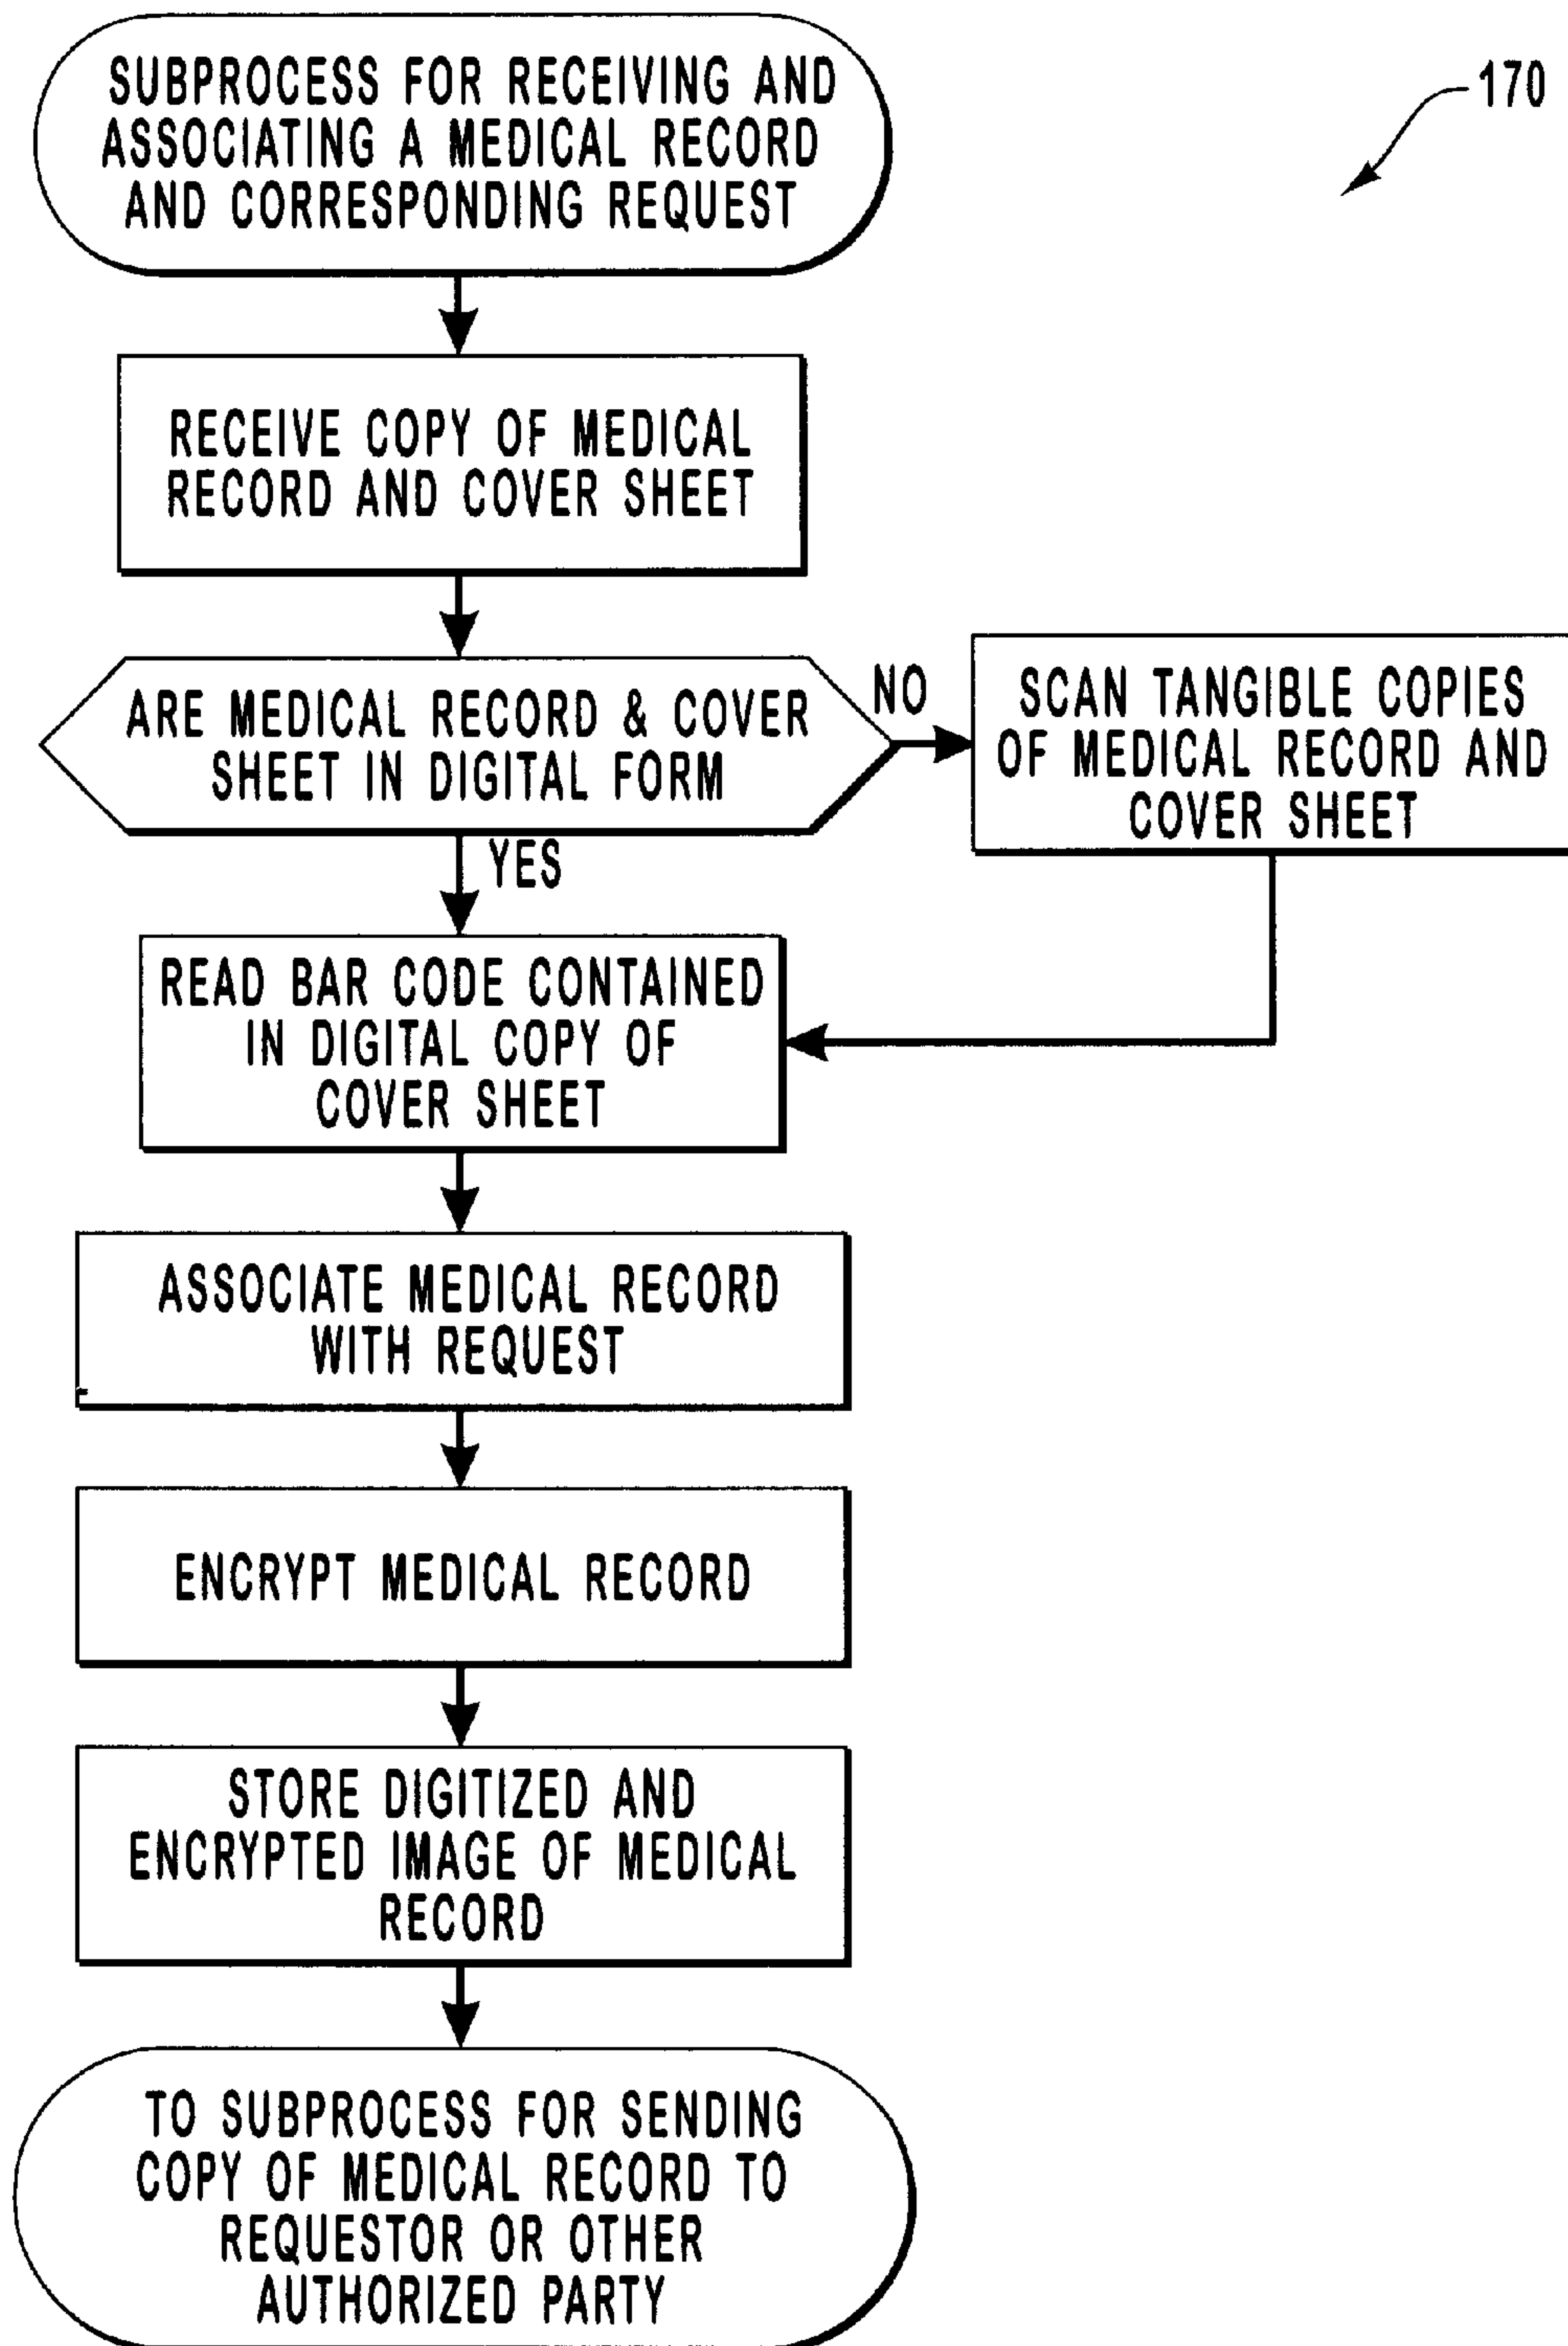 SUBPROCESS FOR RECEIVING AND
ASSOCIATING A MEDICAL RECORD
AND CORRESPONDING REQUEST
170
RECEIVE COPY OF MEDICAL
RECORD AND COVER SHEET
ARE MEDICAL RECORD & COVER
SHEET IN DIGITAL FORM
NO
SCAN TANGIBLE COPIES
OF MEDICAL RECORD AND
COVER SHEET
YES
READ BAR CODE CONTAINED
IN DIGITAL COPY OF
COVER SHEET
ASSOCIATE MEDICAL RECORD
WITH REQUEST
ENCRYPT MEDICAL RECORD
STORE DIGITIZED AND
ENCRYPTED IMAGE OF MEDICAL
RECORD
TO SUBPROCESS FOR SENDING
COPY OF MEDICAL RECORD TO
REQUESTOR OR OTHER
AUTHORIZED PARTY